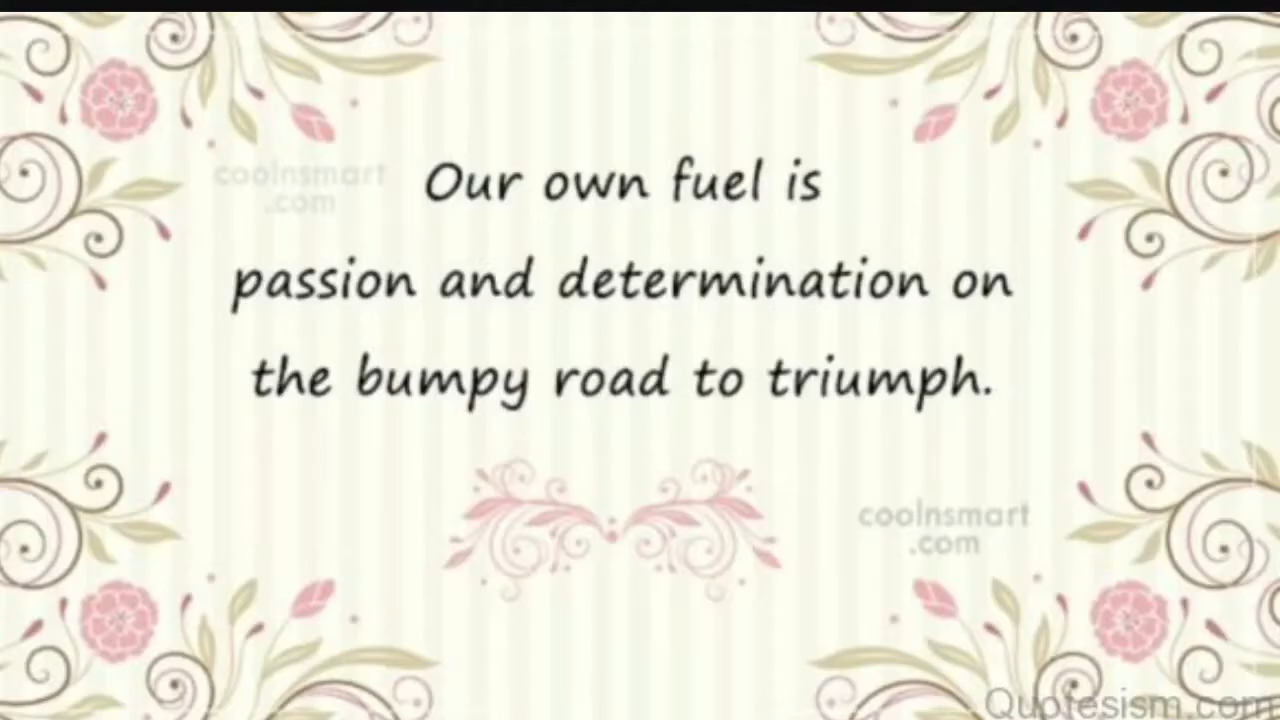 coolnsmart
.com
Our own fuel is
passion and determination on
the bumpy road to triumph.
coolnsmart
.com
Quotesism.com